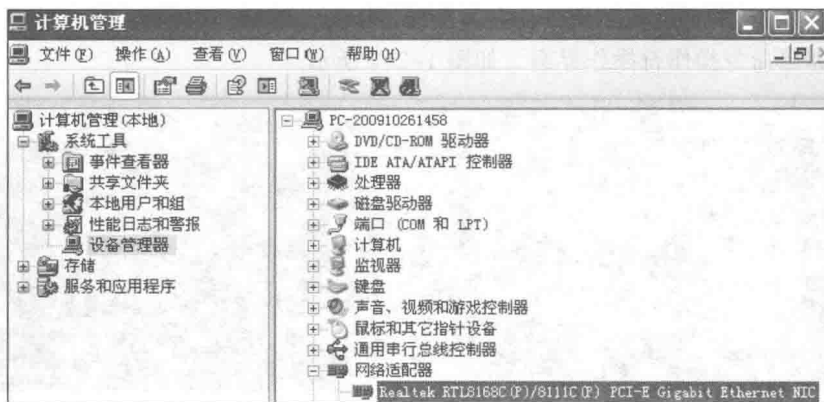 计算机管理
文件(F) 操作(A) 查看(V) 窗口(W) 帮助(H)
计算机管理(本地)
系统工具
事件查看器
共享文件夹
本地用户和组
性能日志和警报
设备管理器
存储
服务和应用程序
PC-200910261458
DVD/CD-ROM 驱动器
IDE ATA/ATAPI 控制器
处理器
磁盘驱动器
端口 (COM 和 LPT)
计算机
监视器
键盘
声音、视频和游戏控制器
鼠标和其它指针设备
通用串行总线控制器
网络适配器
Realtek RTL8168C(P)/8111C(P) PCI-E Gigabit Ethernet NIC